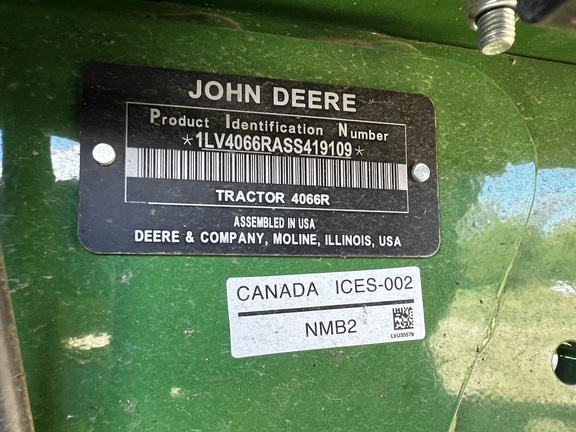 JOHN DEERE
Product Identification Number
*1LV4066RASS419109*
TRACTOR 4066R
ASSEMBLED IN USA
DEERE & COMPANY, MOLINE, ILLINOIS, USA
CANADA ICES-002
NMB2
LVU35578